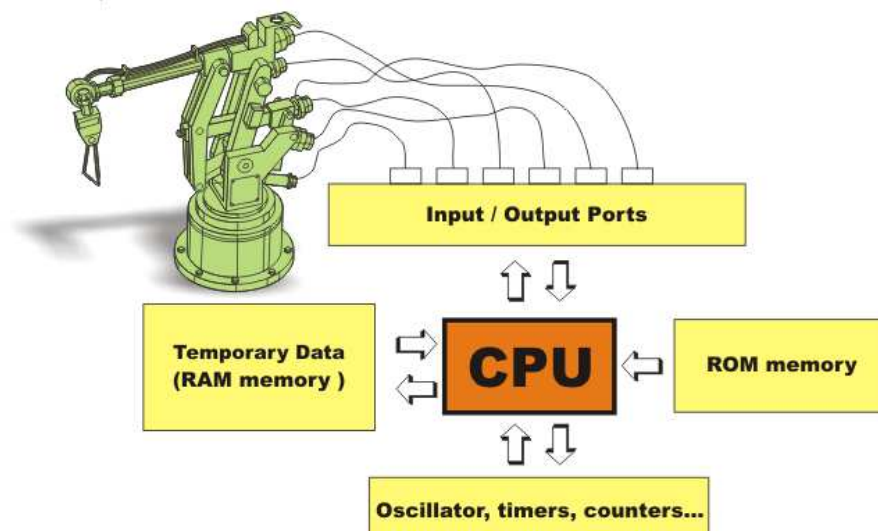 Input / Output Ports
Temporary Data
(RAM memory )
CPU
ROM memory
Oscillator, timers, counters...